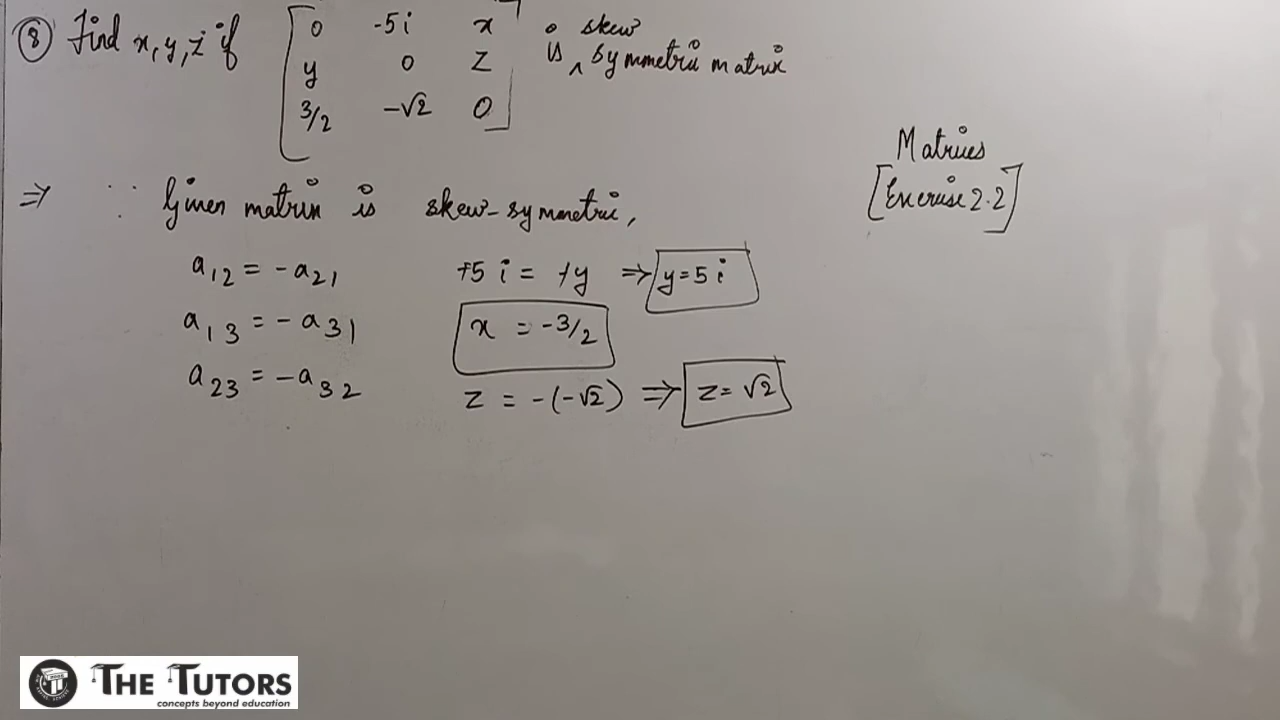 8 Find x, y, z if [ 0 -5i x is skew
y 0 z symmetric matrix
3/2 -√2 0 ]
Matrices
[Exercise 2.2]
⇒ ∵ Given matrix is skew-symmetric,
a12 = -a21 +5i = +y ⇒ y=5i
a13 = -a31 x = -3/2
a23 = -a32 z = -(-√2) ⇒ z=√2
THE TUTORS
concepts beyond education